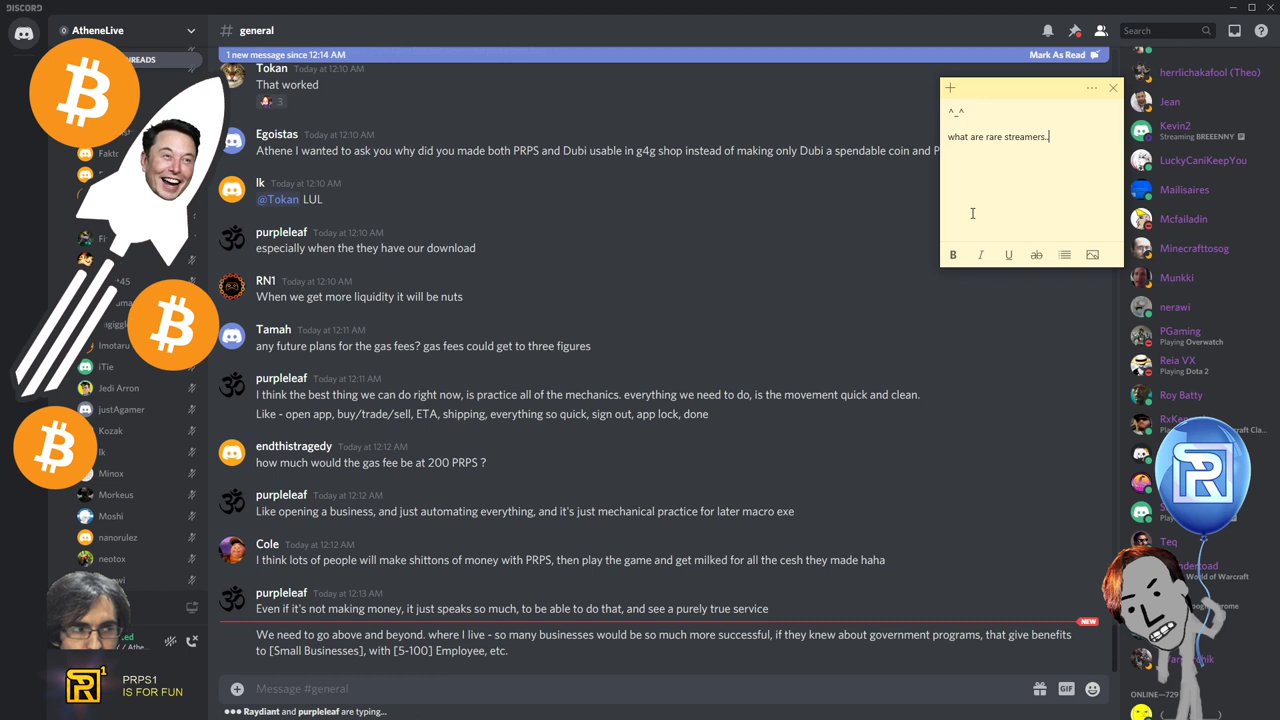 DISCORD
AtheneLive
# general
Search
READS
1 new message since 12:14 AM
Mark As Read
Tokan Today at 12:10 AM
That worked
3
Egoistas Today at 12:10 AM
Athene I wanted to ask you why did you made both PRPS and Dubi usable in g4g shop instead of making only Dubi a spendable coin and P
lk Today at 12:10 AM
@Tokan LUL
purpleleaf Today at 12:10 AM
especially when the they have our download
RN1 Today at 12:10 AM
When we get more liquidity it will be nuts
Tamah Today at 12:11 AM
any future plans for the gas fees? gas fees could get to three figures
purpleleaf Today at 12:11 AM
I think the best thing we can do right now, is practice all of the mechanics. everything we need to do, is the movement quick and clean.
Like - open app, buy/trade/sell, ETA, shipping, everything so quick, sign out, app lock, done
endthistragedy Today at 12:12 AM
how much would the gas fee be at 200 PRPS ?
purpleleaf Today at 12:12 AM
Like opening a business, and just automating everything, and it's just mechanical practice for later macro exe
Cole Today at 12:12 AM
I think lots of people will make shittons of money with PRPS, then play the game and get milked for all the cesh they made haha
purpleleaf Today at 12:13 AM
Even if it's not making money, it just speaks so much, to be able to do that, and see a purely true service
NEW
We need to go above and beyond. where I live - so many businesses would be so much more successful, if they knew about government programs, that give benefits
to [Small Businesses], with [5-100] Employee, etc.
Message #general
GIF
Raydiant and purpleleaf are typing...
^_^
what are rare streamers..
B I U ab
Fakto
Fi
*45
Imotaru
iTie
Jedi Arron
justAgamer
Kozak
lk
Minox
Morkeus
Moshi
nanorulez
neotox
/ Athe...
PRPS1
IS FOR FUN
herrlichakafool (Theo)
Jean
Kevin2
Streaming BREEENNY
LuckyCaniKeepYou
Mailisaires
Mcfailadin
Minecrafttosog
Munkki
nerawi
PGaming
Playing Overwatch
Reia VX
Playing Dota 2
Roy Batty
RxKe
craft Cla...
Teq
World of Warcraft
ONLINE—729